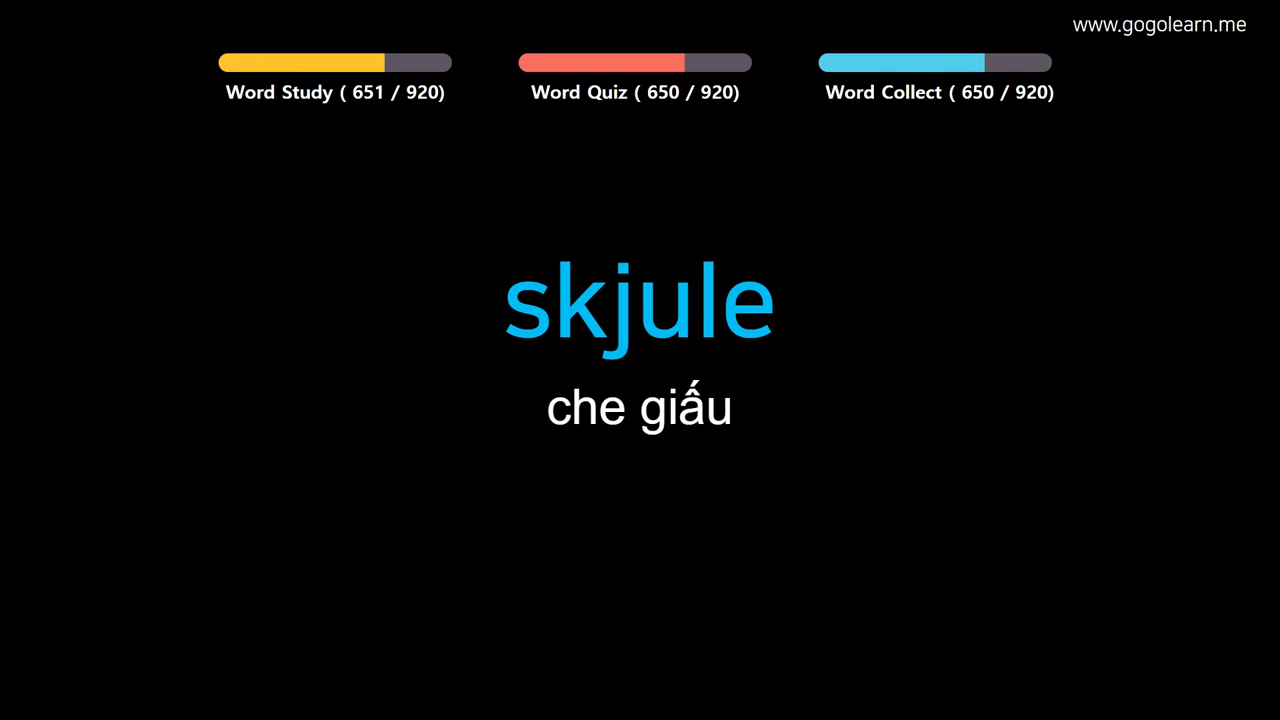 www.gogolearn.me
Word Study ( 651 / 920)
Word Quiz ( 650 / 920)
Word Collect ( 650 / 920)
skjule
che giấu